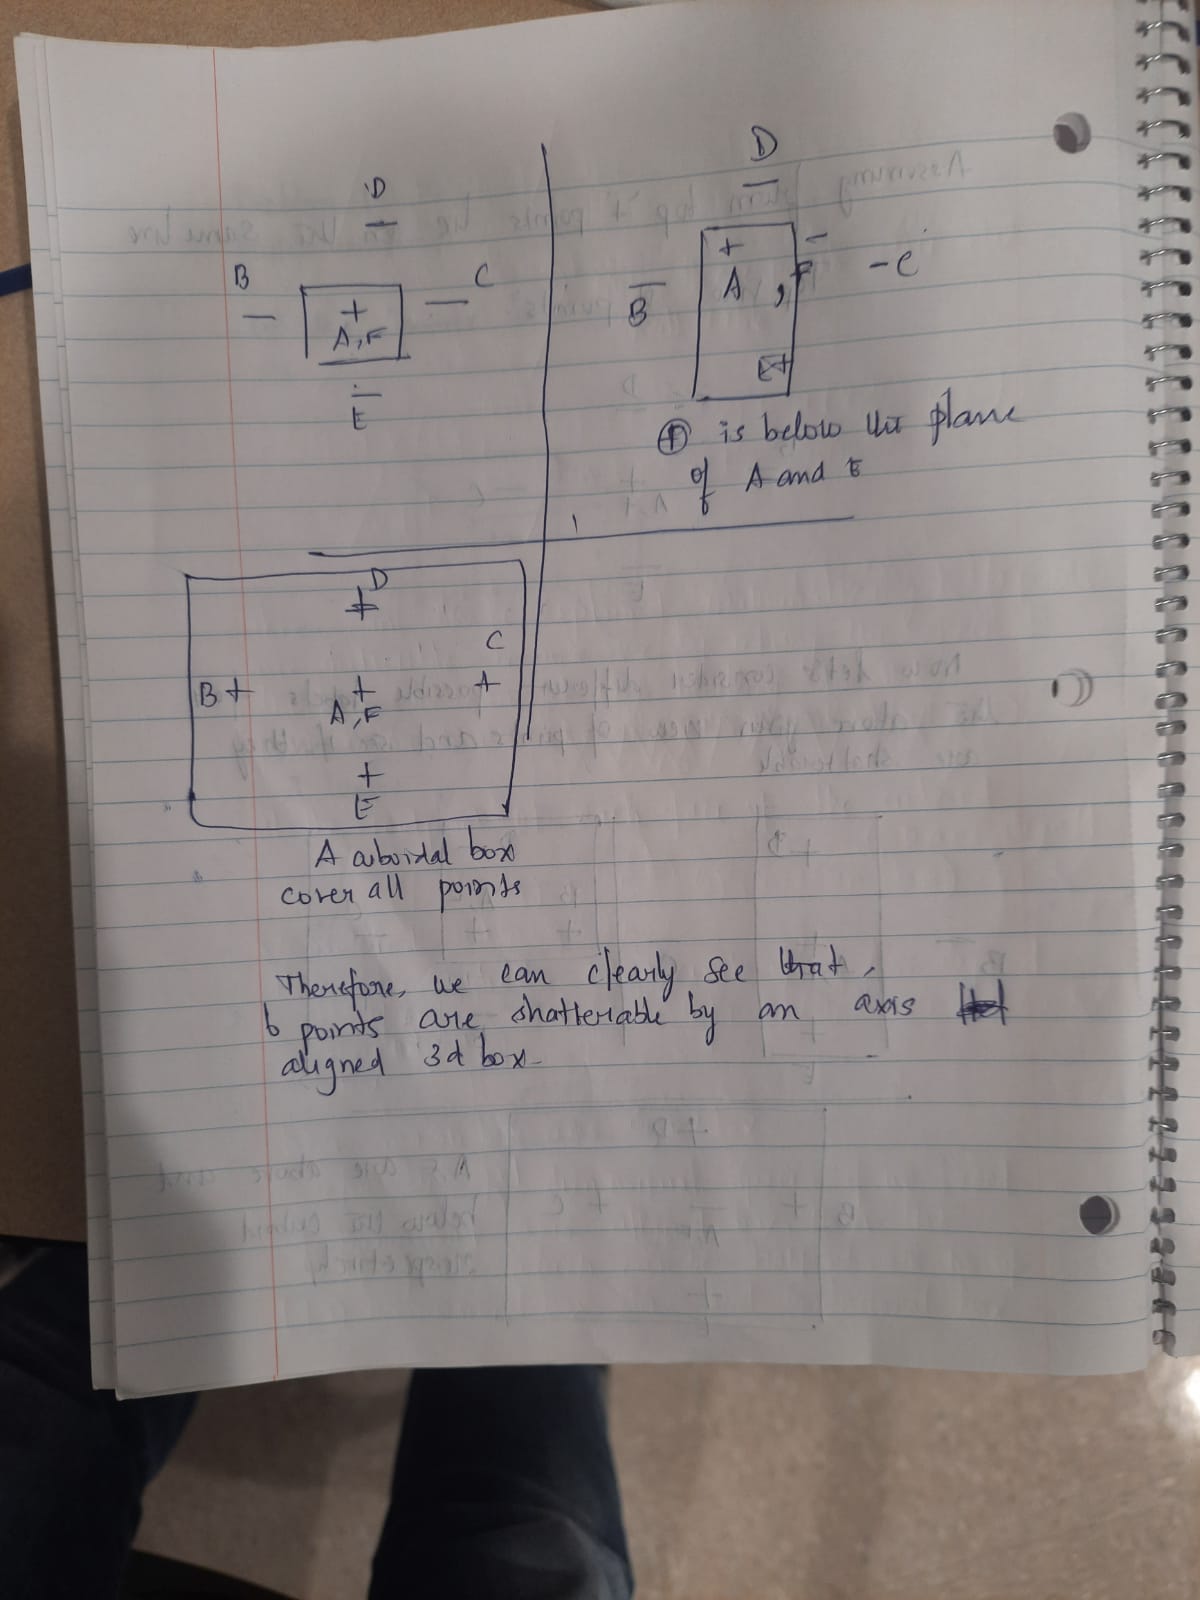 D
—
B
C
—
+
—
A, F
—
E
D
—
+
—
-C
—
B
A , F
E+
(F) is below the plane
of A and E
D
+
C
B +
+
+
A, F
+
E
A cuboidal box
cover all points
Therefore, we can clearly see that,
6 points are shatterable by an axis
aligned 3d box